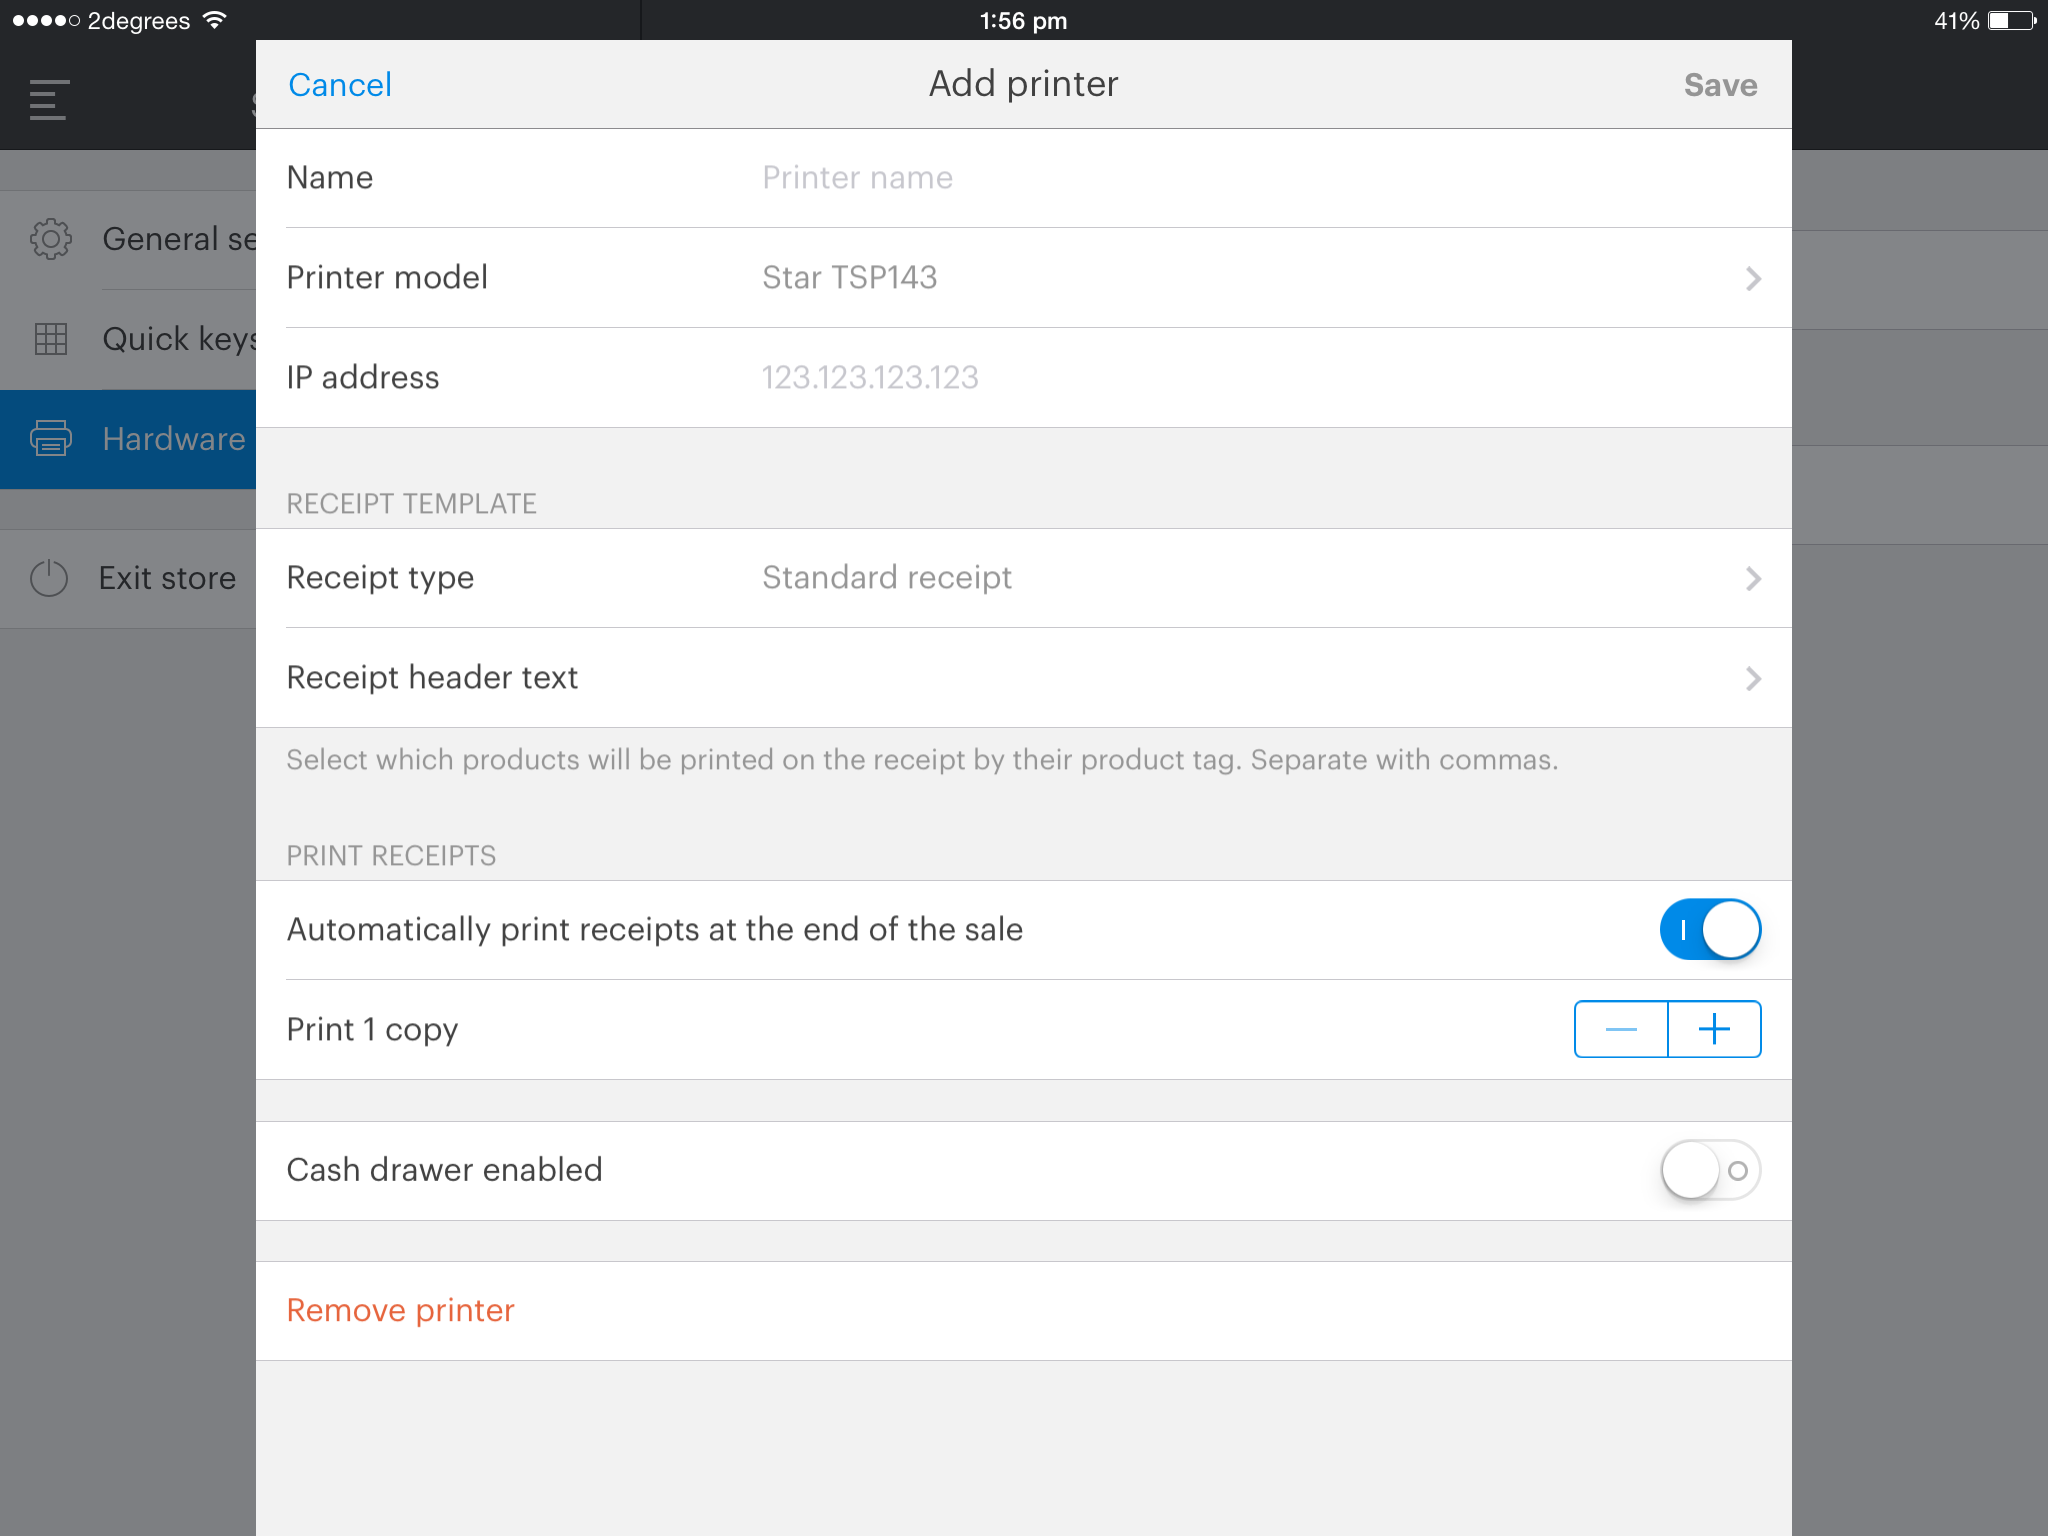 2degrees
1:56 pm
41%
Cancel
Add printer
Save
Name
Printer name
Printer model
Star TSP143
IP address
123.123.123.123
General se
Quick keys
Hardware
Exit store
RECEIPT TEMPLATE
Receipt type
Standard receipt
Receipt header text
Select which products will be printed on the receipt by their product tag. Separate with commas.
PRINT RECEIPTS
Automatically print receipts at the end of the sale
Print 1 copy
Cash drawer enabled
Remove printer